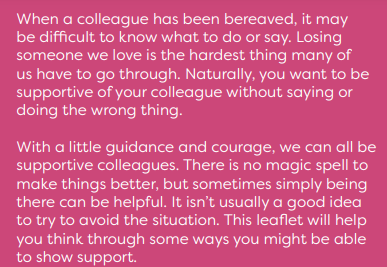 When a colleague has been bereaved, it may
be difficult to know what to do or say. Losing
someone we love is the hardest thing many of
us have to go through. Naturally, you want to be
supportive of your colleague without saying or
doing the wrong thing.

With a little guidance and courage, we can all be
supportive colleagues. There is no magic spell to
make things better, but sometimes simply being
there can be helpful. It isn't usually a good idea
to try to avoid the situation. This leaflet will help
you think through some ways you might be able
to show support.